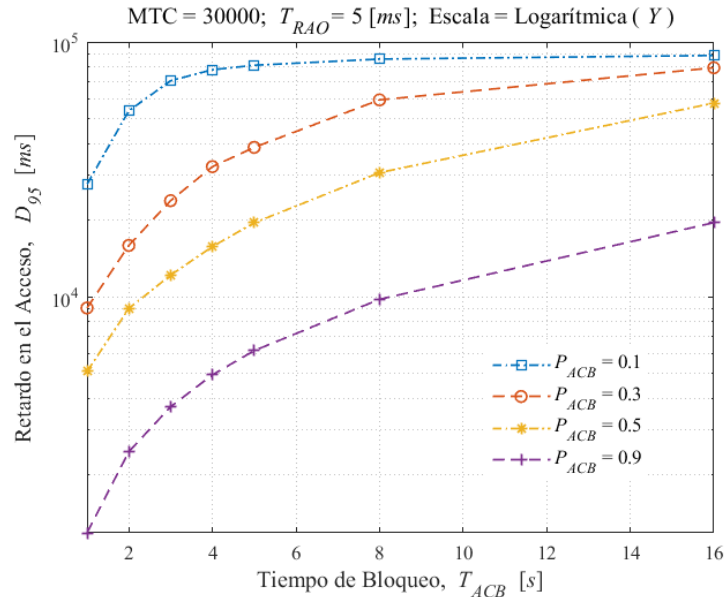 MTC = 30000; T_RAO = 5 [ms]; Escala = Logarítmica ( Y )
10^5
10^4
Retardo en el Acceso, D_95 [ms]
P_ACB = 0.1
P_ACB = 0.3
P_ACB = 0.5
P_ACB = 0.9
2 4 6 8 10 12 14 16
Tiempo de Bloqueo, T_ACB [s]